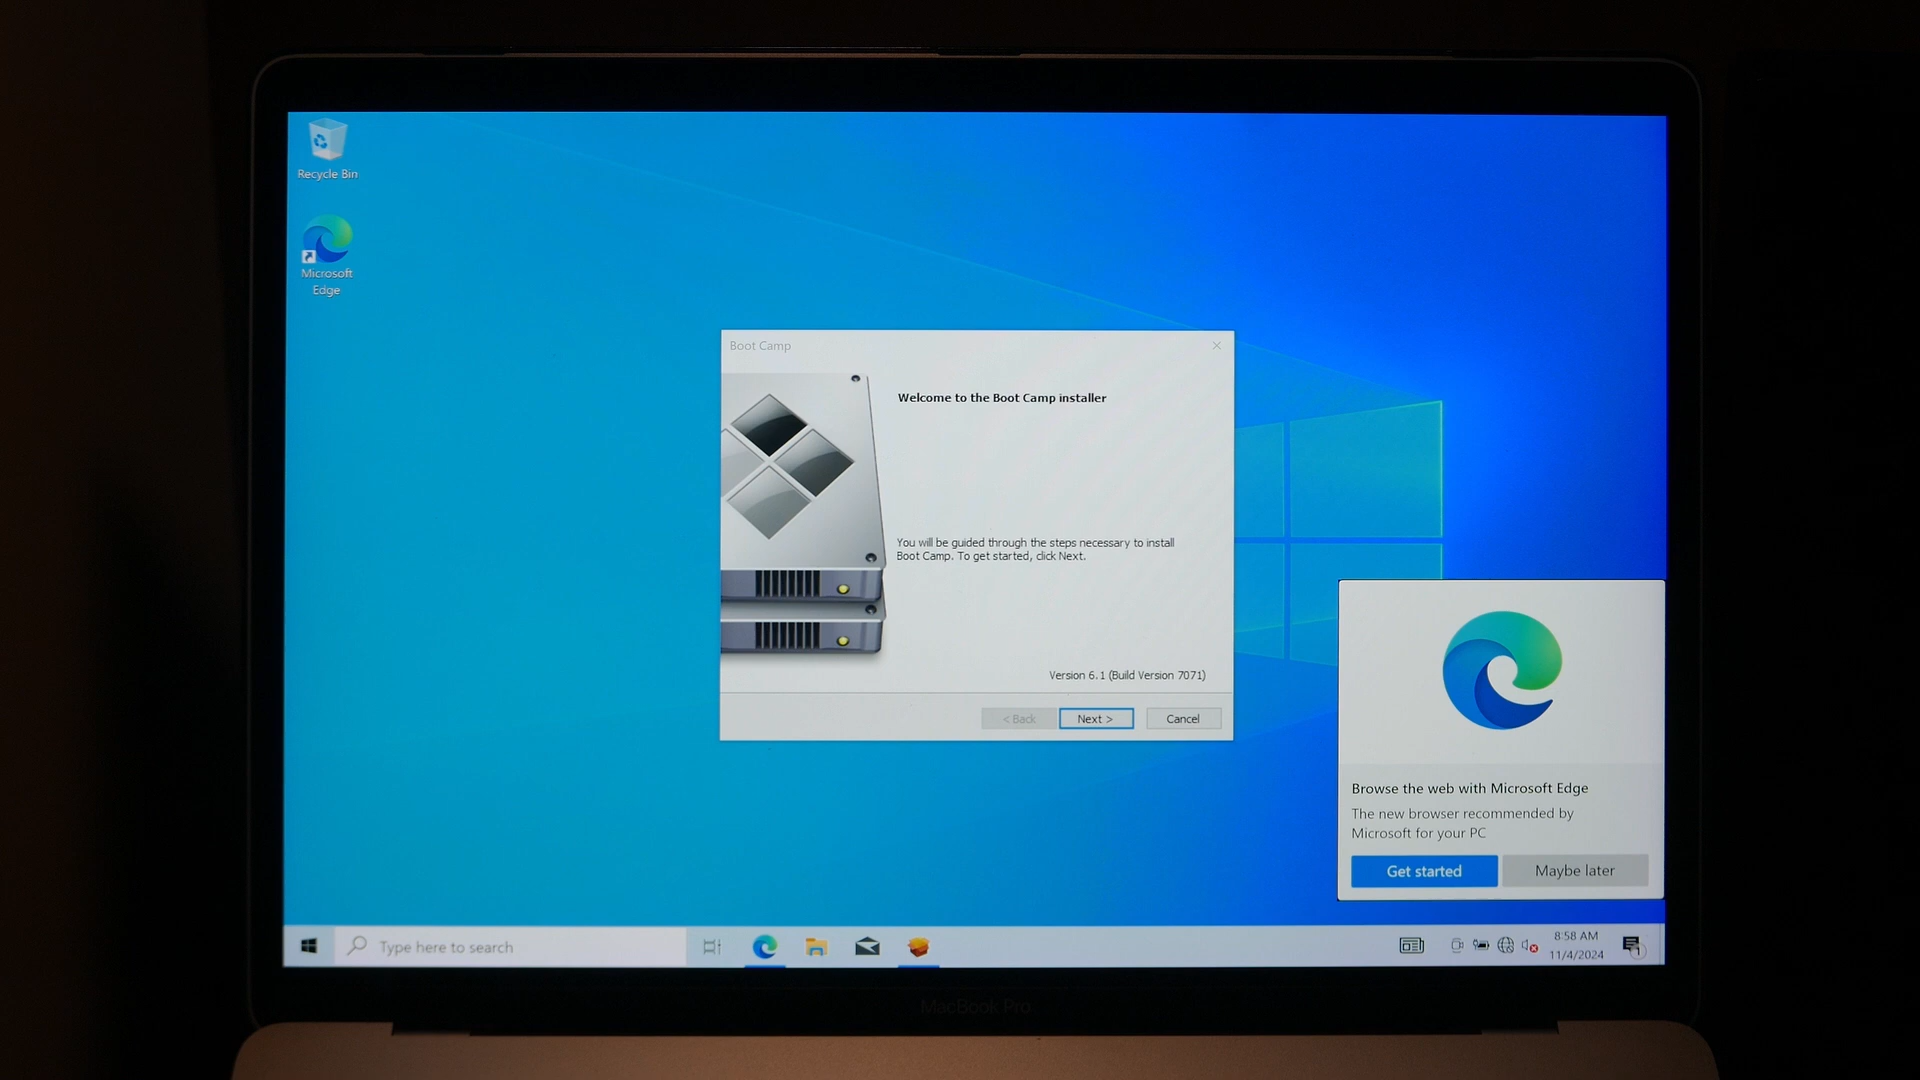 Recycle Bin
Microsoft
Edge
Boot Camp
Welcome to the Boot Camp installer
You will be guided through the steps necessary to install
Boot Camp. To get started, click Next.
Version 6.1 (Build Version 7071)
< Back
Next >
Cancel
Browse the web with Microsoft Edge
The new browser recommended by
Microsoft for your PC
Get started
Maybe later
Type here to search
8:58 AM
11/4/2024
1
MacBook Pro